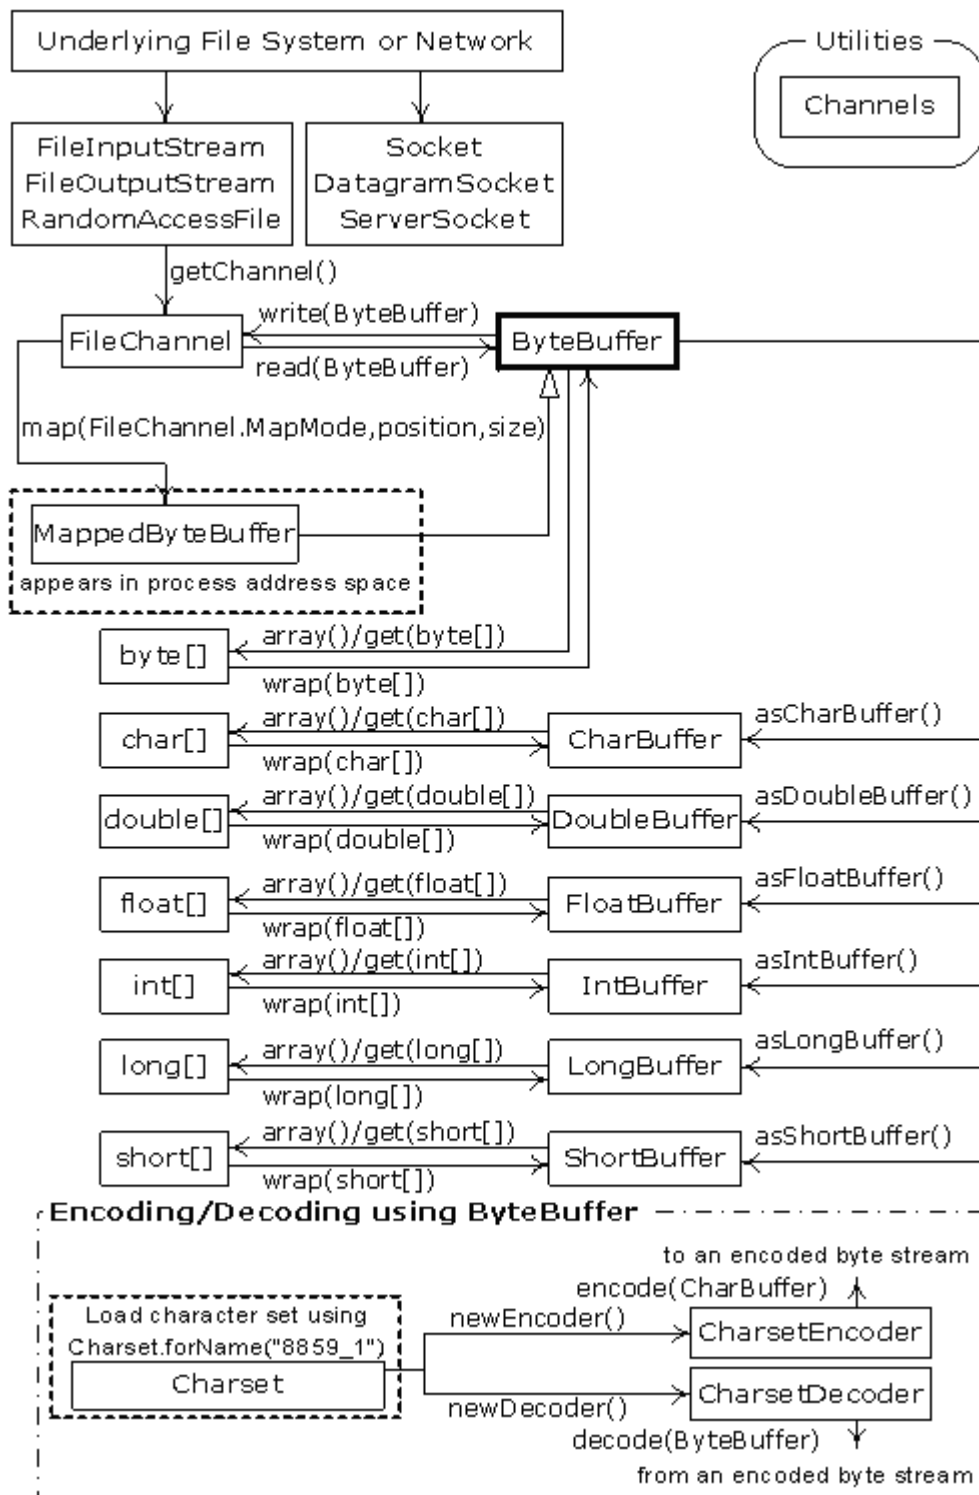 Underlying File System or Network
Utilities
Channels
FileInputStream
FileOutputStream
RandomAccessFile
Socket
DatagramSocket
ServerSocket
getChannel()
write(ByteBuffer)
FileChannel
ByteBuffer
read(ByteBuffer)
map(FileChannel.MapMode,position,size)
MappedByteBuffer
appears in process address space
array()/get(byte[])
byte[]
wrap(byte[])
array()/get(char[])
asCharBuffer()
char[]
CharBuffer
wrap(char[])
array()/get(double[])
asDoubleBuffer()
double[]
DoubleBuffer
wrap(double[])
array()/get(float[])
asFloatBuffer()
float[]
FloatBuffer
wrap(float[])
array()/get(int[])
asIntBuffer()
int[]
IntBuffer
wrap(int[])
array()/get(long[])
asLongBuffer()
long[]
LongBuffer
wrap(long[])
array()/get(short[])
asShortBuffer()
short[]
ShortBuffer
wrap(short[])
Encoding/Decoding using ByteBuffer
to an encoded byte stream
encode(CharBuffer)
Load character set using
Charset.forName("8859_1")
Charset
newEncoder()
CharsetEncoder
CharsetDecoder
newDecoder()
decode(ByteBuffer)
from an encoded byte stream